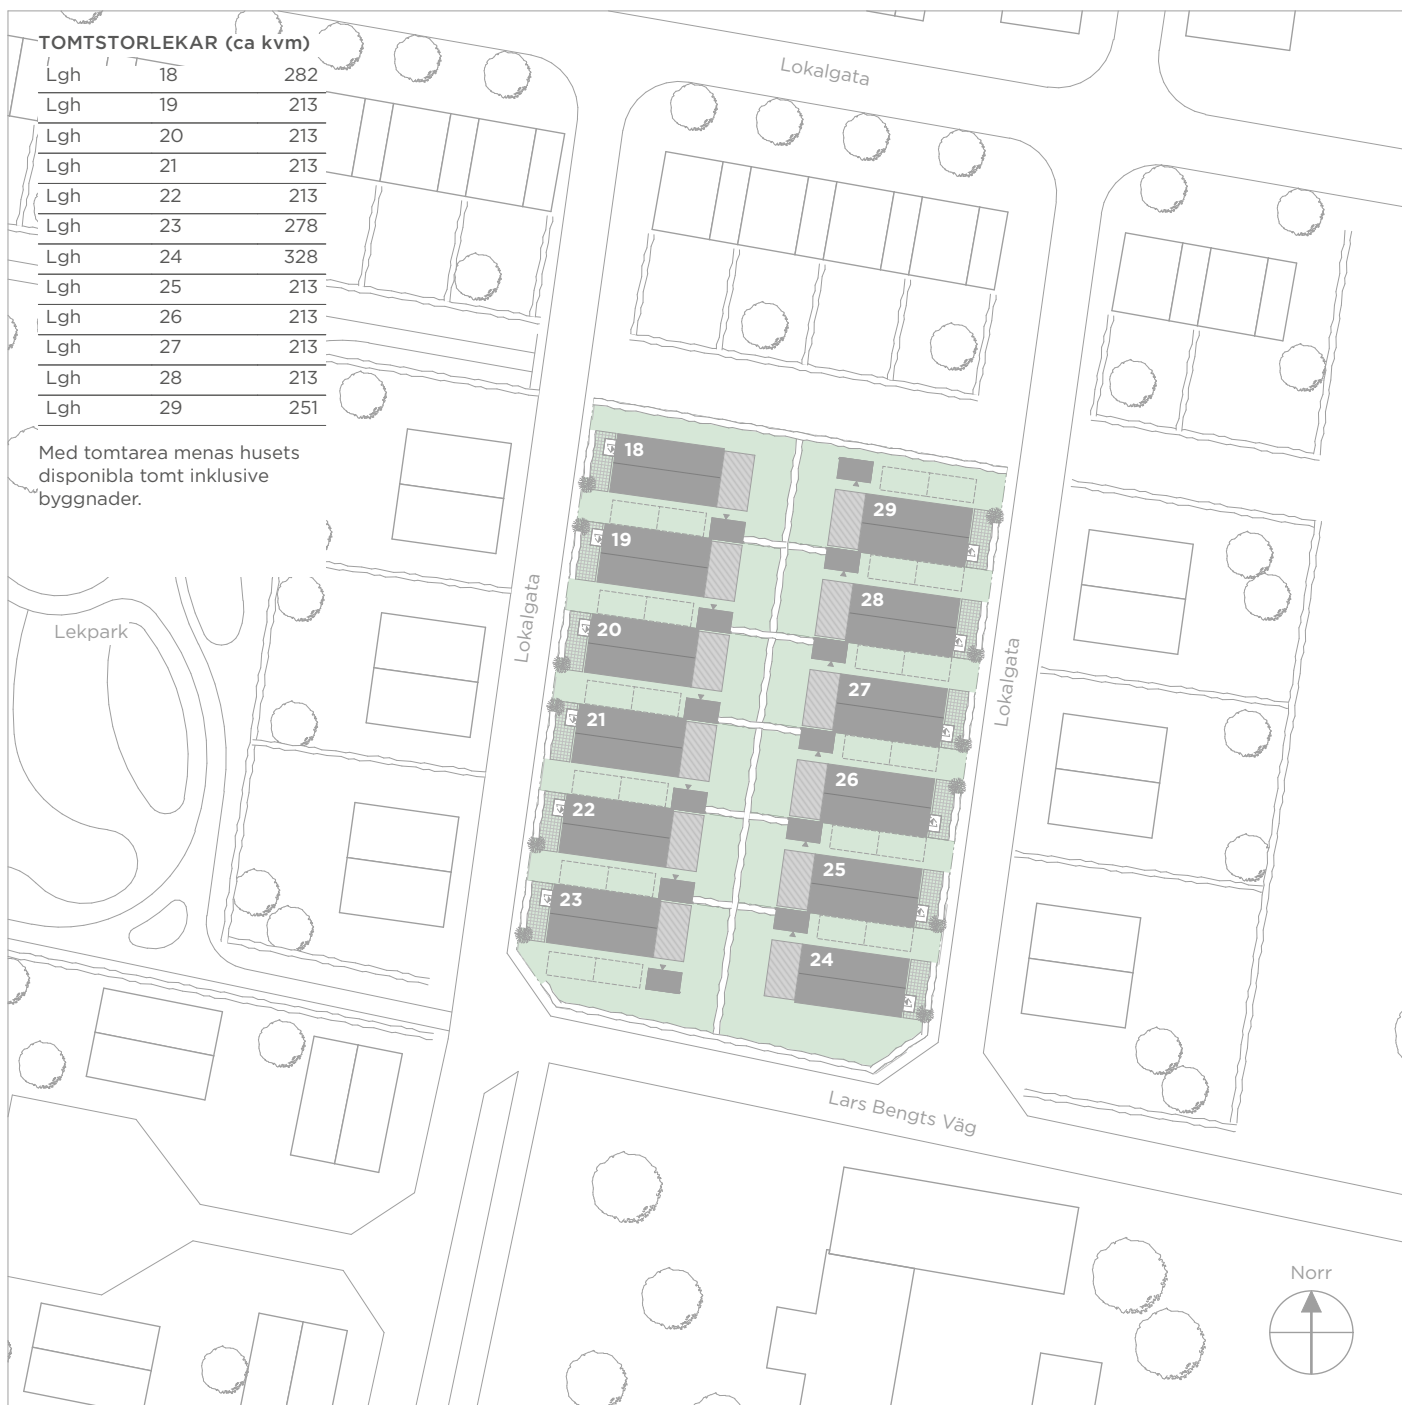 TOMTSTORLEKAR (ca kvm)
Lgh 18 282
Lgh 19 213
Lgh 20 213
Lgh 21 213
Lgh 22 213
Lgh 23 278
Lgh 24 328
Lgh 25 213
Lgh 26 213
Lgh 27 213
Lgh 28 213
Lgh 29 251
Med tomtarea menas husets
disponibla tomt inklusive
byggnader.
Lokalgata
18
29
19
28
20
27
21
26
22
25
23
24
Lokalgata
Lokalgata
Lekpark
Lars Bengts Väg
Norr